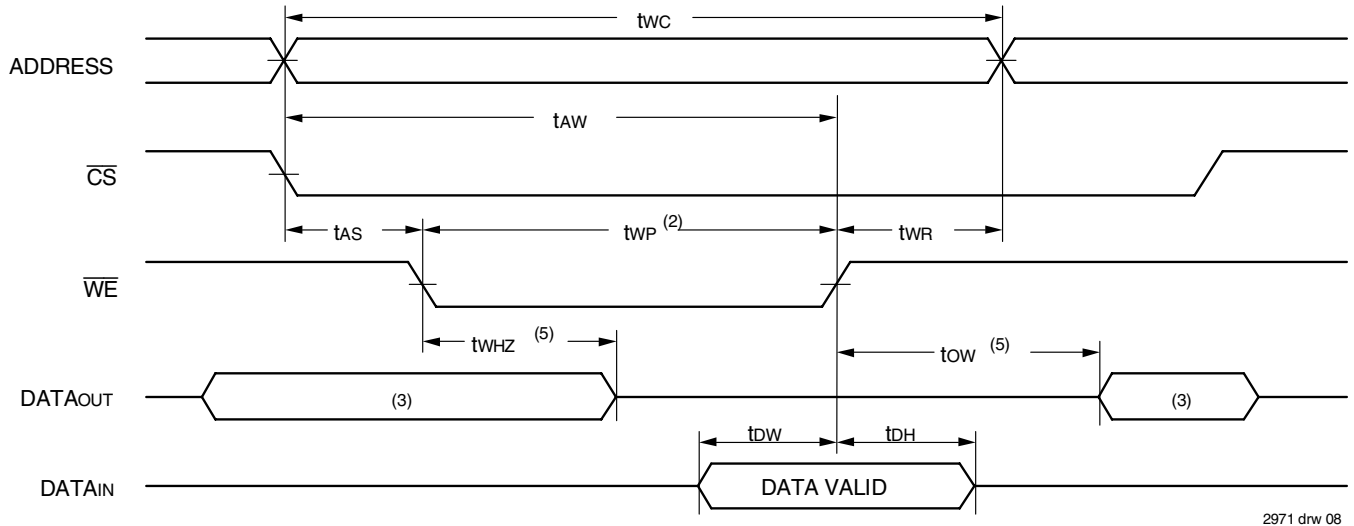 tWC
ADDRESS
tAW
CS
tAS tWP (2) tWR
WE
tWHZ (5) tOW (5)
DATAOUT (3) (3)
tDW tDH
DATAIN DATA VALID
2971 drw 08